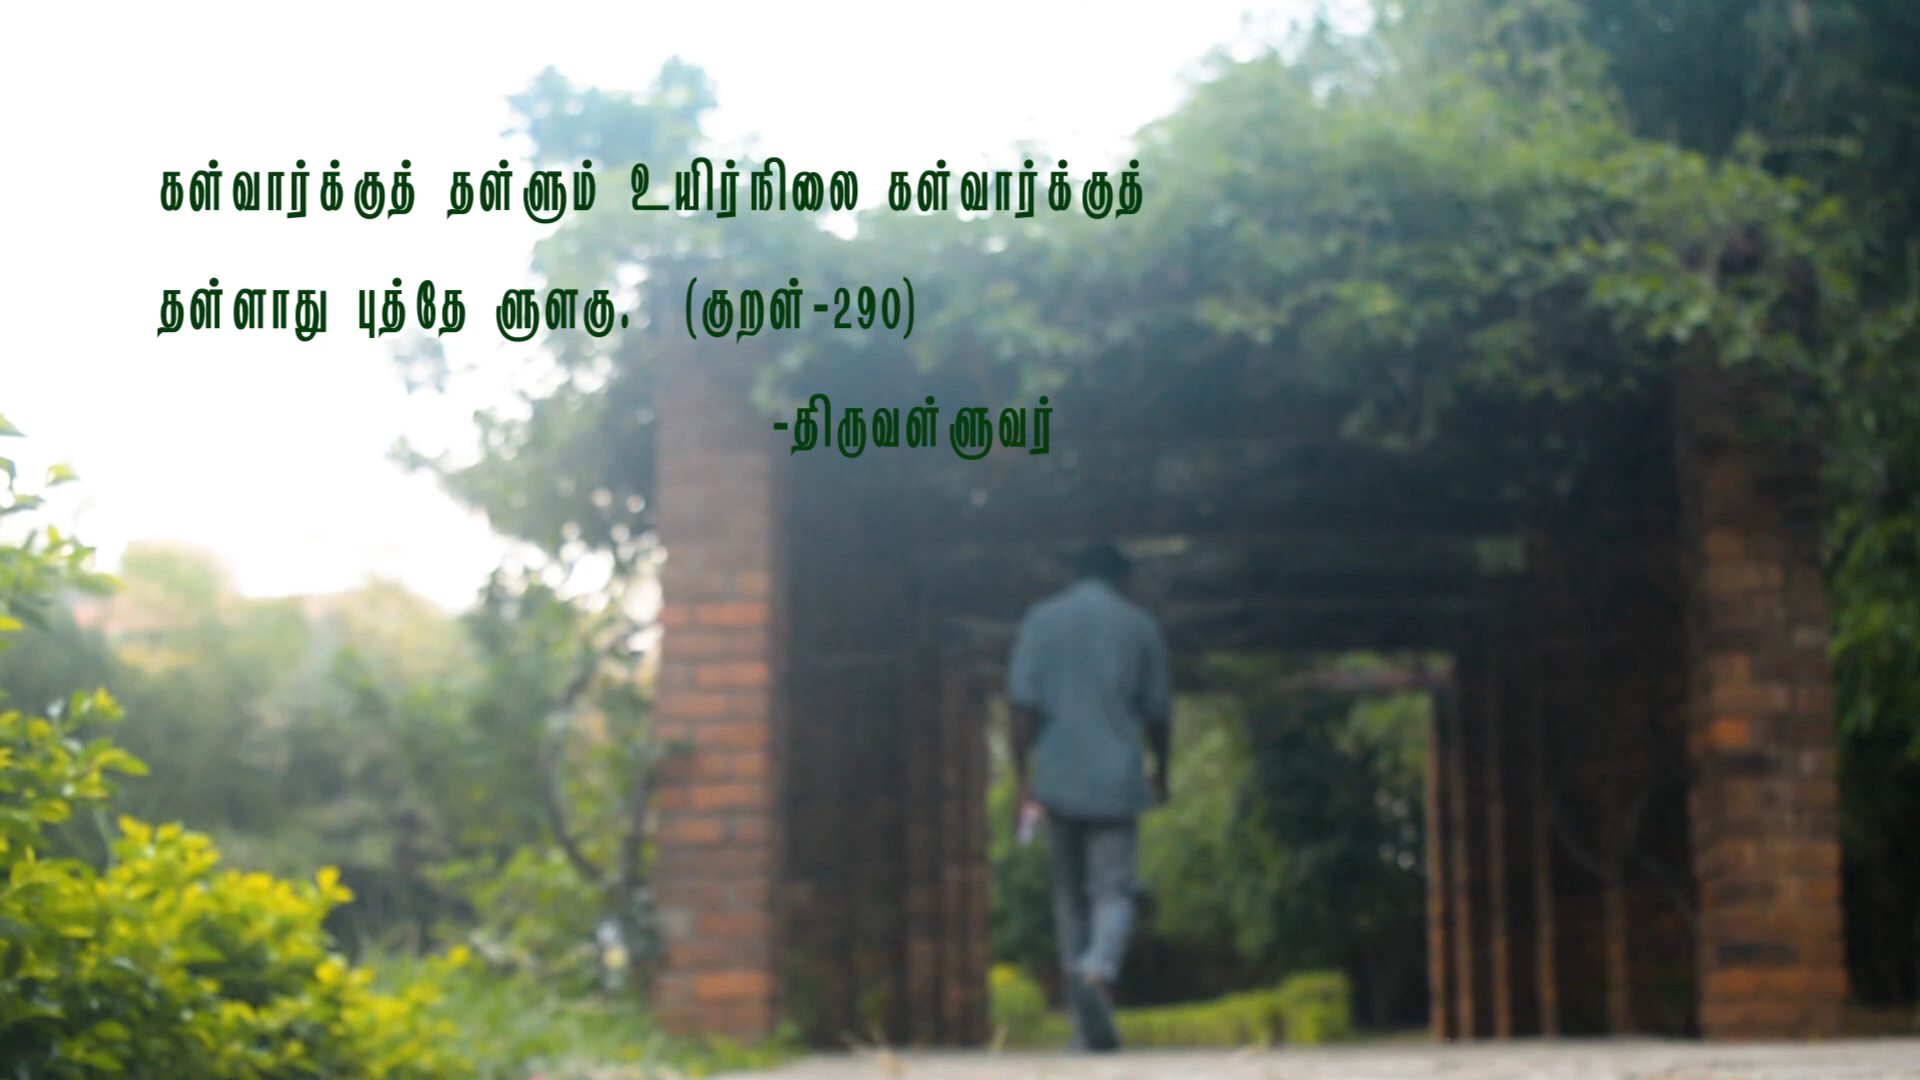 கள்வார்க்குத் தள்ளும் உயிர்நிலை கள்வார்க்குத்
தள்ளாது புத்தே ளுளகு. (குறள்-290)
-திருவள்ளுவர்